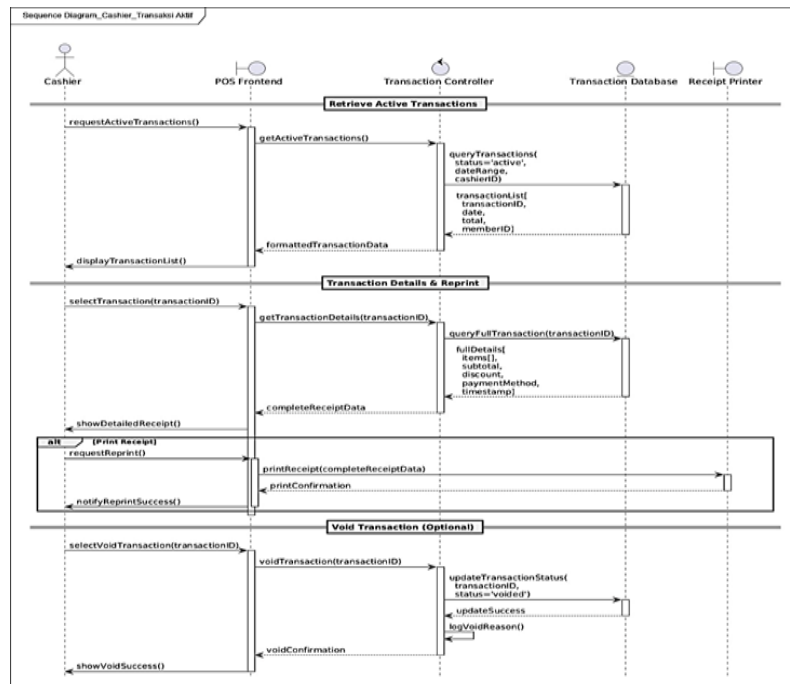 Sequence Diagram_Cashier_Transaksi Aktif
Cashier
POS Frontend
Transaction Controller
Transaction Database
Receipt Printer
Retrieve Active Transactions
requestActiveTransactions()
getActiveTransactions()
queryTransactions(
status='active',
dateRange,
cashierID)
transactionList[
transactionID,
date,
total,
memberID]
formattedTransactionData
displayTransactionList()
Transaction Details & Reprint
selectTransaction(transactionID)
getTransactionDetails(transactionID)
queryFullTransaction(transactionID)
fullDetails[
items[],
subtotal,
discount,
paymentMethod,
timestamp]
completeReceiptData
showDetailedReceipt()
alt
[Print Receipt]
requestReprint()
printReceipt(completeReceiptData)
printConfirmation
notifyReprintSuccess()
Void Transaction (Optional)
selectVoidTransaction(transactionID)
voidTransaction(transactionID)
updateTransactionStatus(
transactionID,
status='voided')
updateSuccess
logVoidReason()
voidConfirmation
showVoidSuccess()